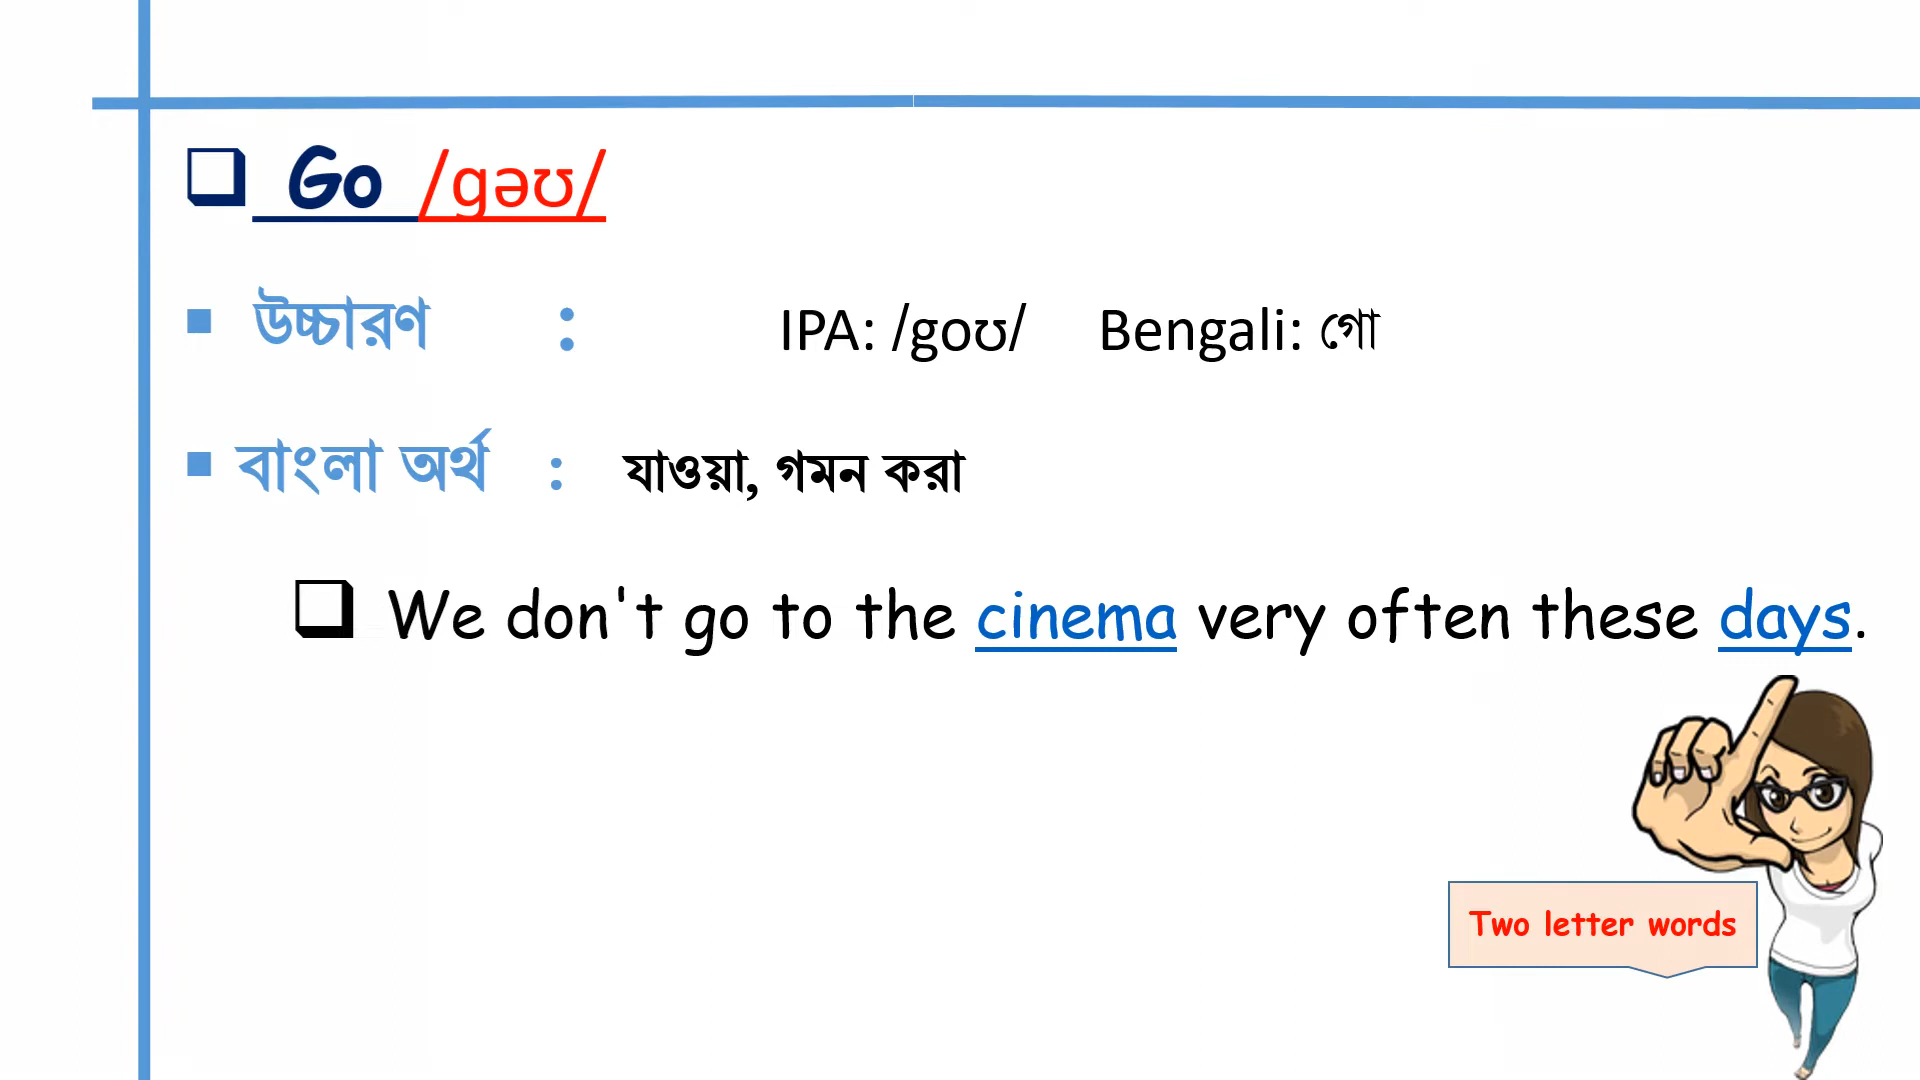 Go /gəʊ/
উচ্চারণ : IPA: /goʊ/ Bengali: গো
বাংলা অর্থ : যাওয়া, গমন করা
We don't go to the cinema very often these days.
Two letter words